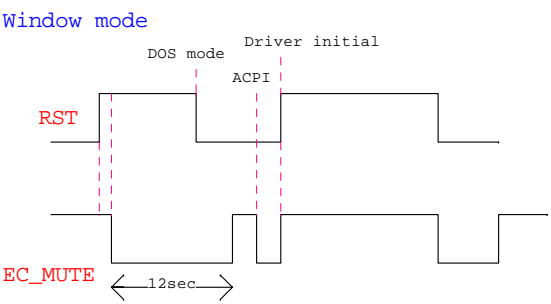 Window mode
Driver initial
DOS mode
ACPI
RST
EC_MUTE
12sec